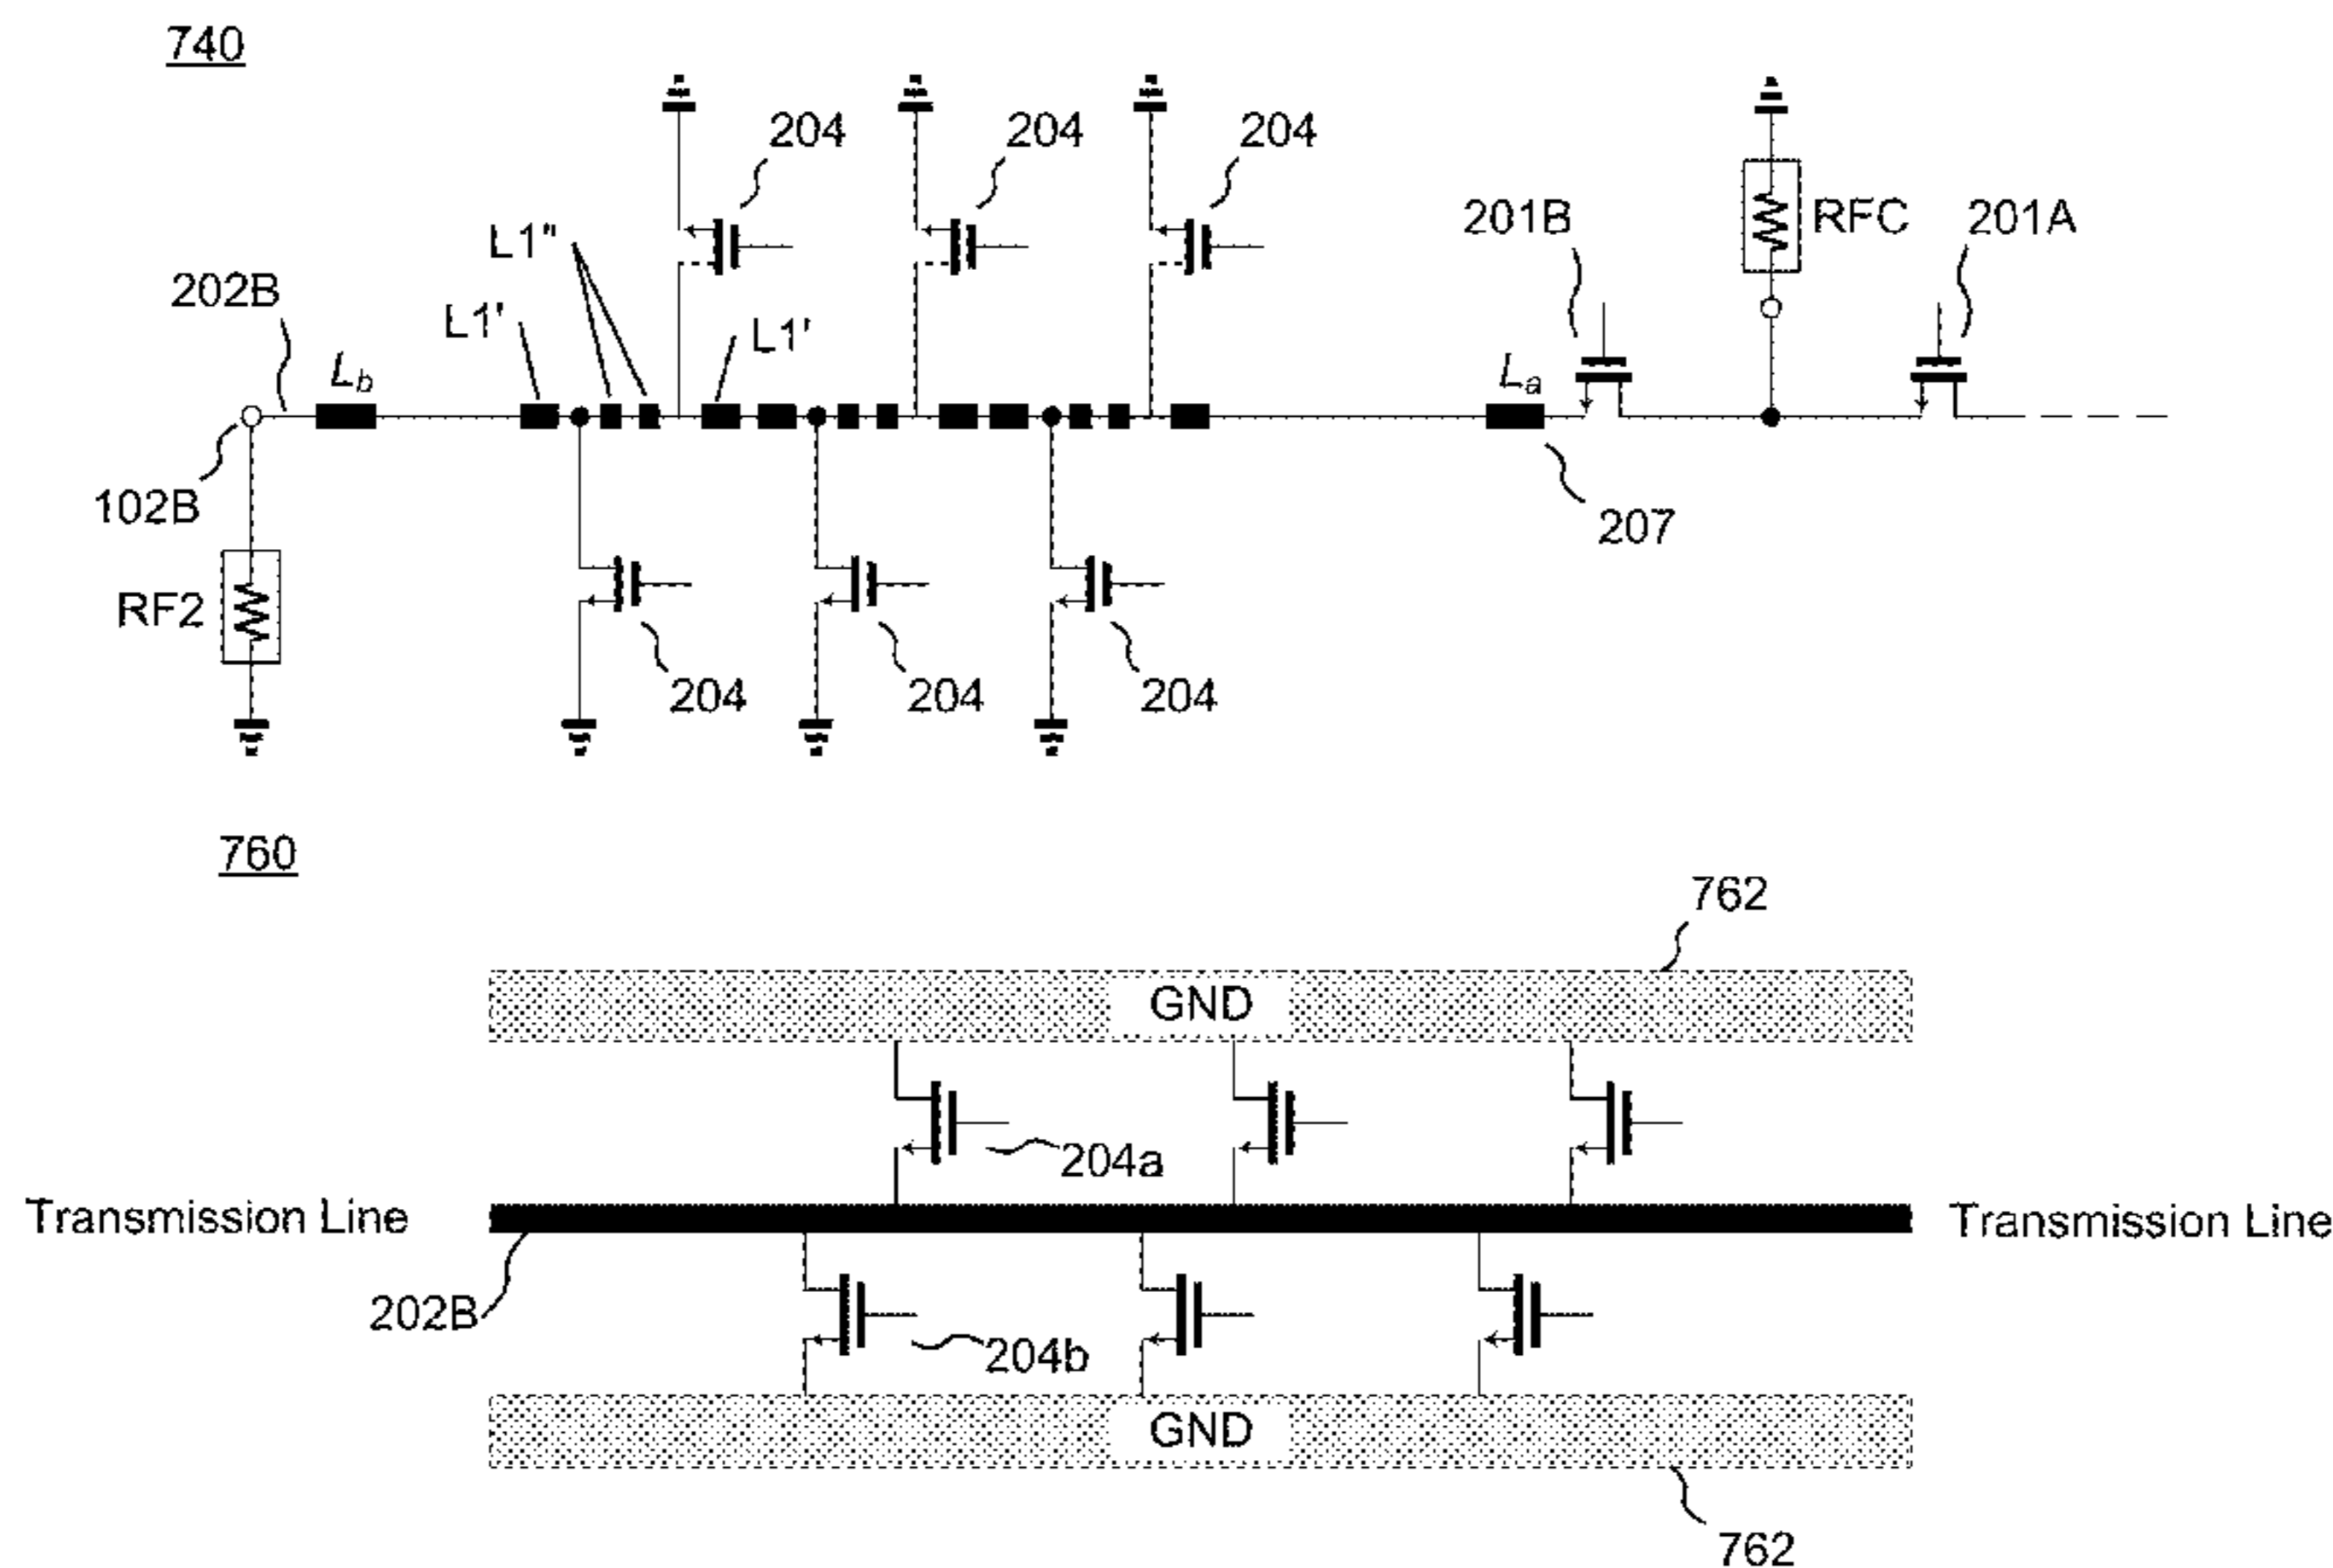 740
204 204 204
201B RFC 201A
L1"
202B
L1' L1'
Lb La
102B
207
RF2
204 204 204
760
762
GND
204a
Transmission Line Transmission Line
202B
204b
GND
762